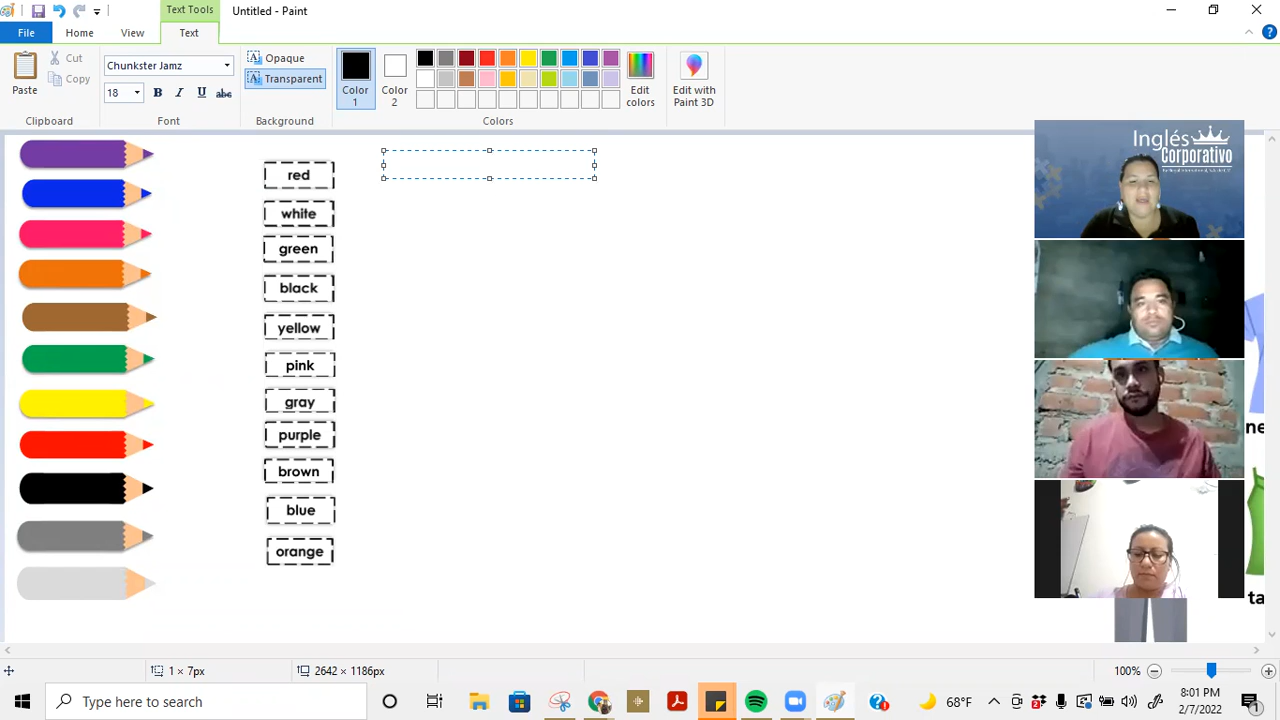 Text Tools
Untitled - Paint
File
Home
View
Text
Paste
Cut
Copy
Clipboard
Chunkster Jamz
18
B I U abc
Font
Opaque
Transparent
Background
Color 1
Color 2
Edit colors
Edit with Paint 3D
Colors
red
white
green
black
yellow
pink
gray
purple
brown
blue
orange
Inglés
Corporativo
ne
ta
1 × 7px
2642 × 1186px
100%
Type here to search
68°F
8:01 PM
2/7/2022